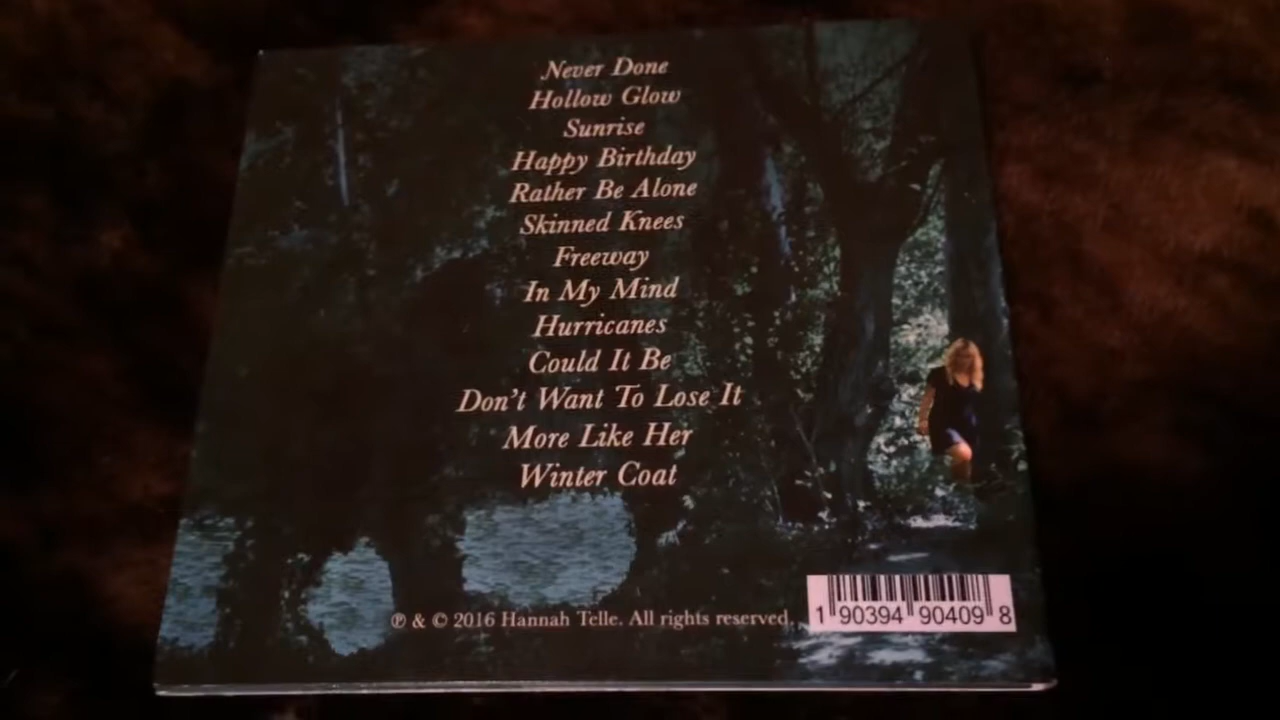 Never Done
Hollow Glow
Sunrise
Happy Birthday
Rather Be Alone
Skinned Knees
Freeway
In My Mind
Hurricanes
Could It Be
Don't Want To Lose It
More Like Her
Winter Coat
℗ & © 2016 Hannah Telle. All rights reserved.
1 90394 90409 8